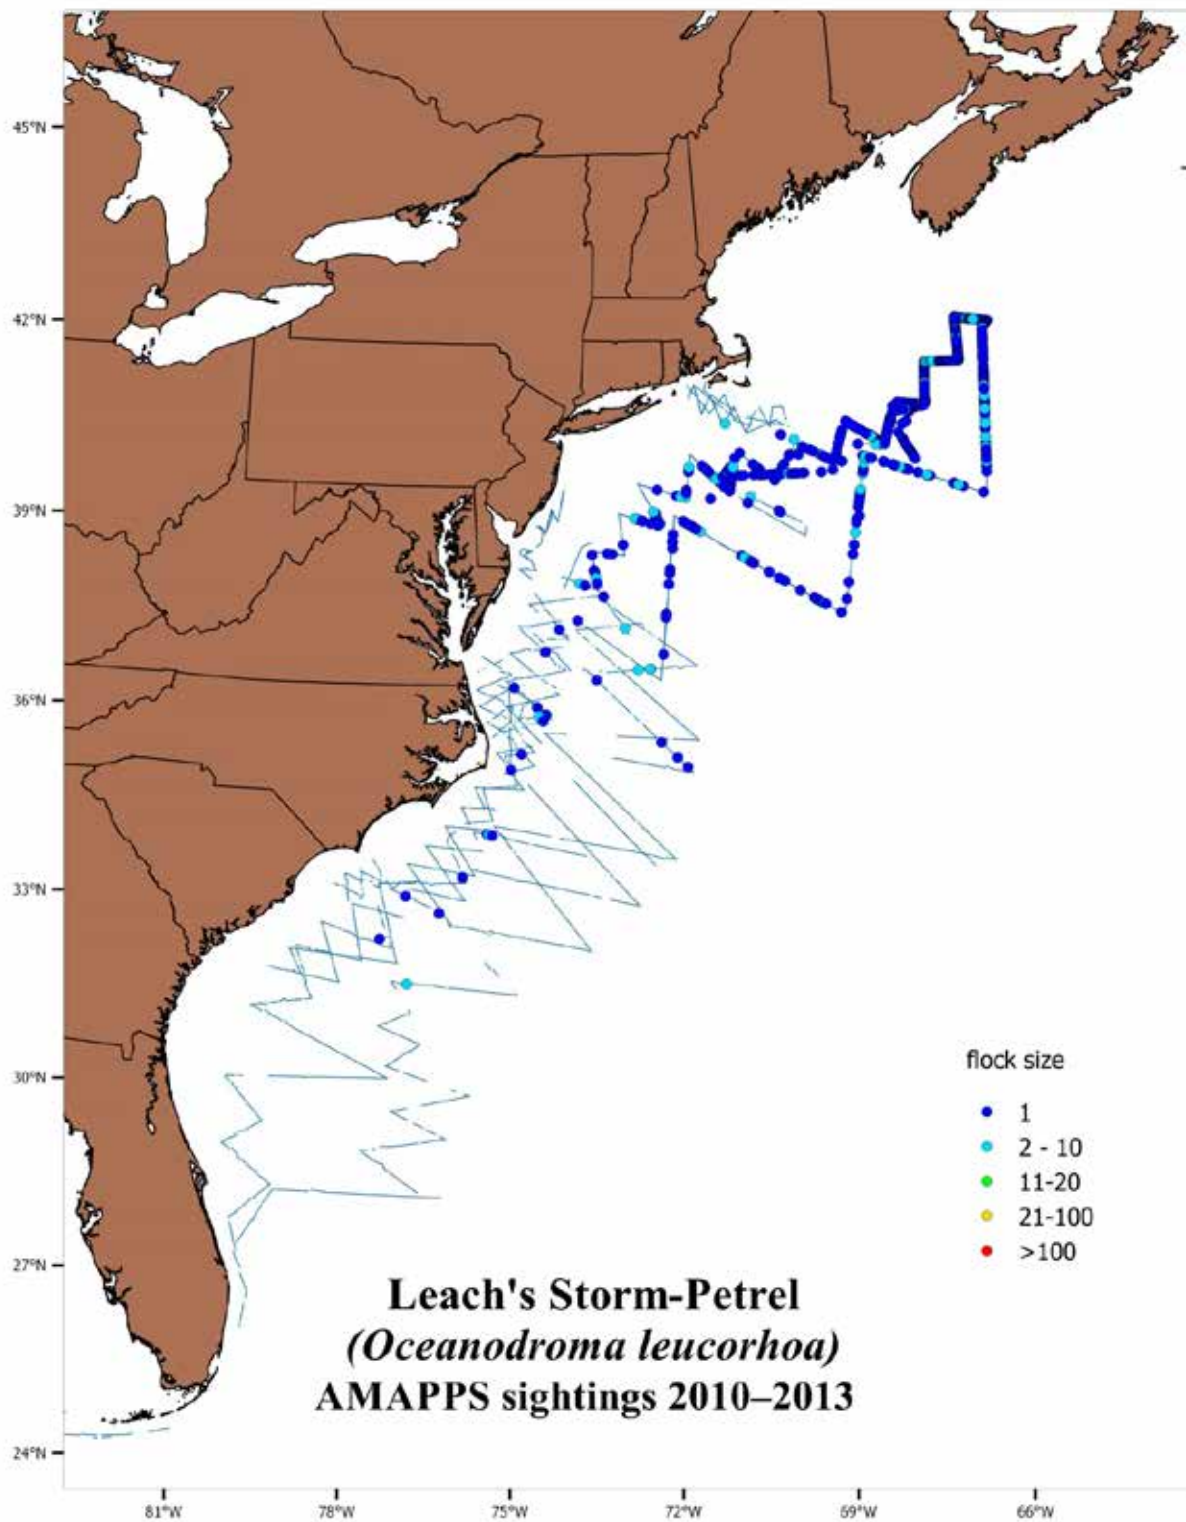 45°N
42°N
39°N
36°N
33°N
30°N
27°N
24°N
flock size
1
2 - 10
11-20
21-100
>100
Leach's Storm-Petrel
(Oceanodroma leucorhoa)
AMAPPS sightings 2010–2013
81°W 78°W 75°W 72°W 69°W 66°W